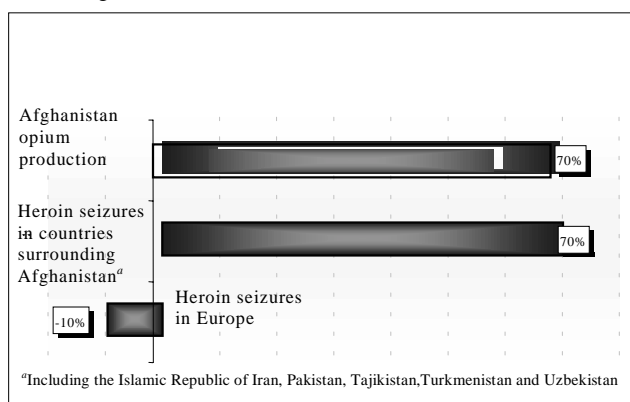 Afghanistan
opium
production
70%
Heroin seizures
in countries
surrounding
Afghanistanᵃ
70%
Heroin seizures
in Europe
-10%
ᵃIncluding the Islamic Republic of Iran, Pakistan, Tajikistan,Turkmenistan and Uzbekistan